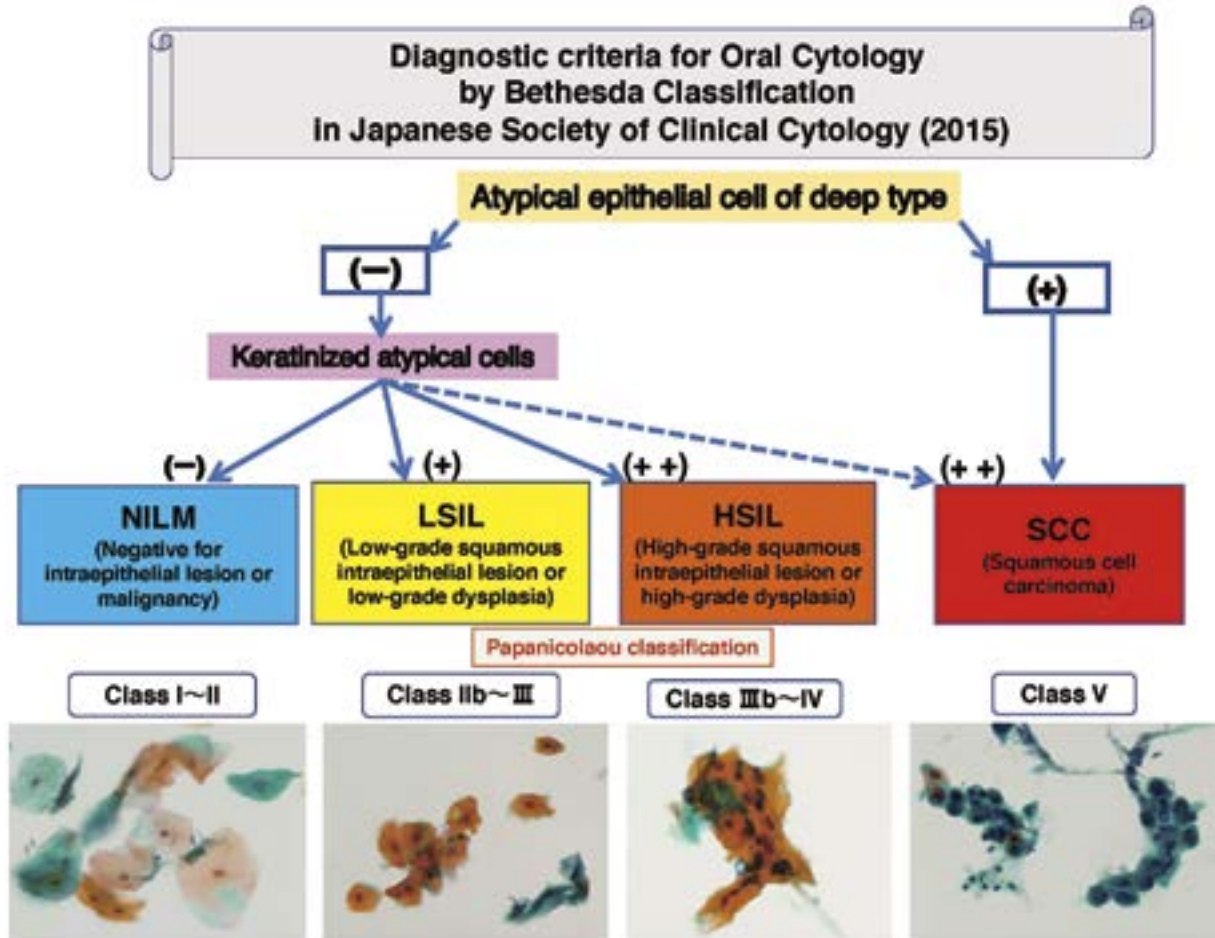 Diagnostic criteria for Oral Cytology
by Bethesda Classification
in Japanese Society of Clinical Cytology (2015)
Atypical epithelial cell of deep type
(−)
(+)
Keratinized atypical cells
(−)
(+)
(+ +)
(+ +)
NILM
(Negative for
intraepithelial lesion or
malignancy)
LSIL
(Low-grade squamous
intraepithelial lesion or
low-grade dysplasia)
HSIL
(High-grade squamous
intraepithelial lesion or
high-grade dysplasia)
SCC
(Squamous cell
carcinoma)
Papanicolaou classification
Class I~II
Class IIb~Ⅲ
Class Ⅲb~IV
Class V